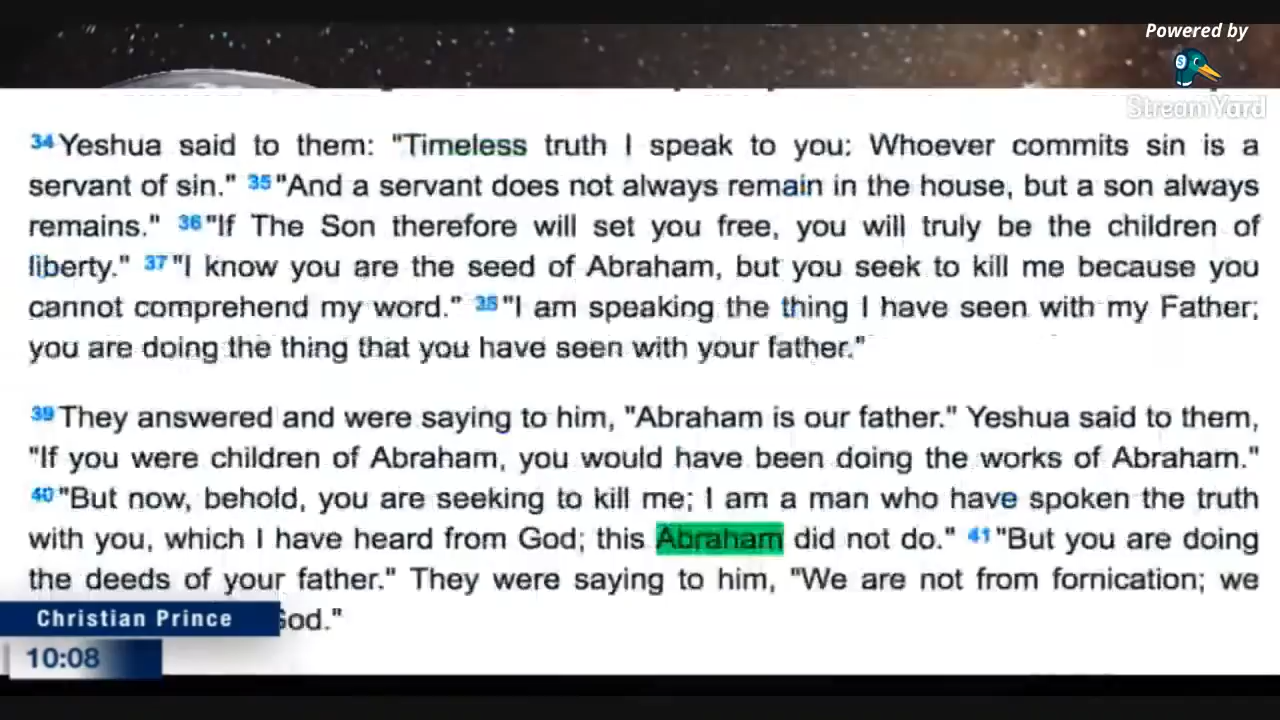 Powered by
StreamYard
34 Yeshua said to them: "Timeless truth I speak to you: Whoever commits sin is a
servant of sin." 35 "And a servant does not always remain in the house, but a son always
remains." 36 "If The Son therefore will set you free, you will truly be the children of
liberty." 37 "I know you are the seed of Abraham, but you seek to kill me because you
cannot comprehend my word." 38 "I am speaking the thing I have seen with my Father;
you are doing the thing that you have seen with your father."
39 They answered and were saying to him, "Abraham is our father." Yeshua said to them,
"If you were children of Abraham, you would have been doing the works of Abraham."
40 "But now, behold, you are seeking to kill me; I am a man who have spoken the truth
with you, which I have heard from God; this Abraham did not do." 41 "But you are doing
the deeds of your father." They were saying to him, "We are not from fornication; we
God."
Christian Prince
10:08